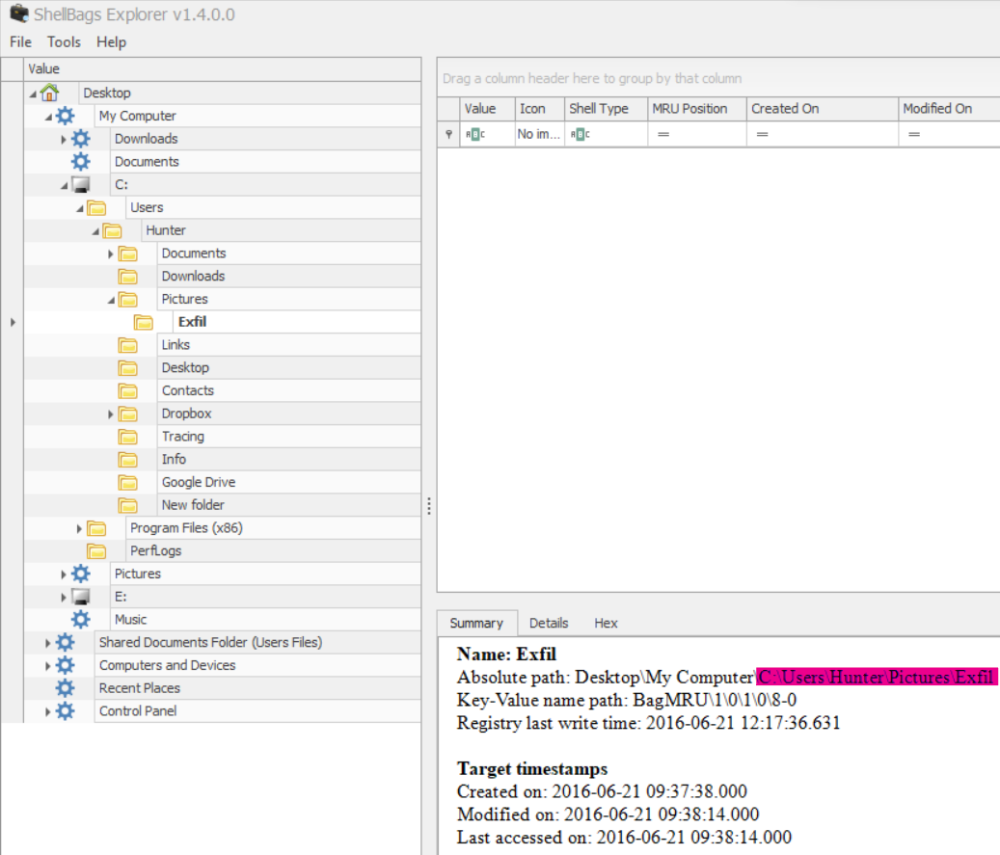 ShellBags Explorer v1.4.0.0
File Tools Help
Value
Desktop
My Computer
Downloads
Documents
C:
Users
Hunter
Documents
Downloads
Pictures
Exfil
Links
Desktop
Contacts
Dropbox
Tracing
Info
Google Drive
New folder
Program Files (x86)
PerfLogs
Pictures
E:
Music
Shared Documents Folder (Users Files)
Computers and Devices
Recent Places
Control Panel
Drag a column header here to group by that column
Value Icon Shell Type MRU Position Created On Modified On
No im... = = =
Summary Details Hex
Name: Exfil
Absolute path: Desktop\My Computer\C:\Users\Hunter\Pictures\Exfil
Key-Value name path: BagMRU\1\0\1\0\8-0
Registry last write time: 2016-06-21 12:17:36.631
Target timestamps
Created on: 2016-06-21 09:37:38.000
Modified on: 2016-06-21 09:38:14.000
Last accessed on: 2016-06-21 09:38:14.000